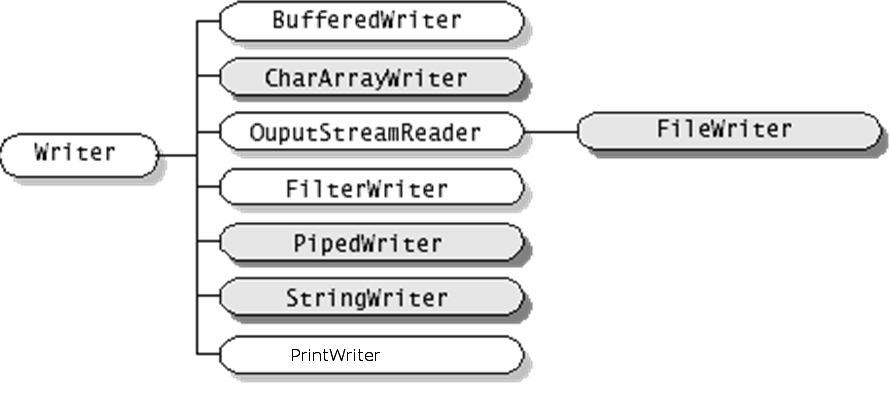 Writer
BufferedWriter
CharArrayWriter
OuputStreamReader
FileWriter
FilterWriter
PipedWriter
StringWriter
PrintWriter